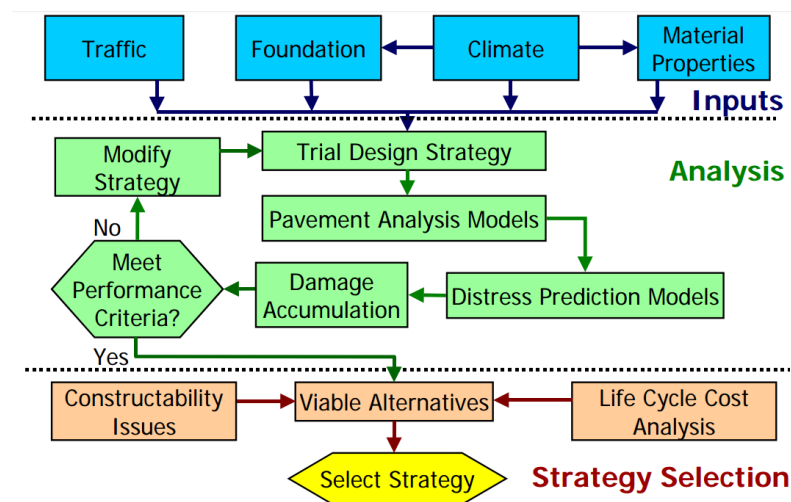 Traffic
Foundation
Climate
Material
Properties
Inputs
Modify
Strategy
Trial Design Strategy
Analysis
Pavement Analysis Models
No
Meet
Performance
Criteria?
Damage
Accumulation
Distress Prediction Models
Yes
Constructability
Issues
Viable Alternatives
Life Cycle Cost
Analysis
Select Strategy
Strategy Selection